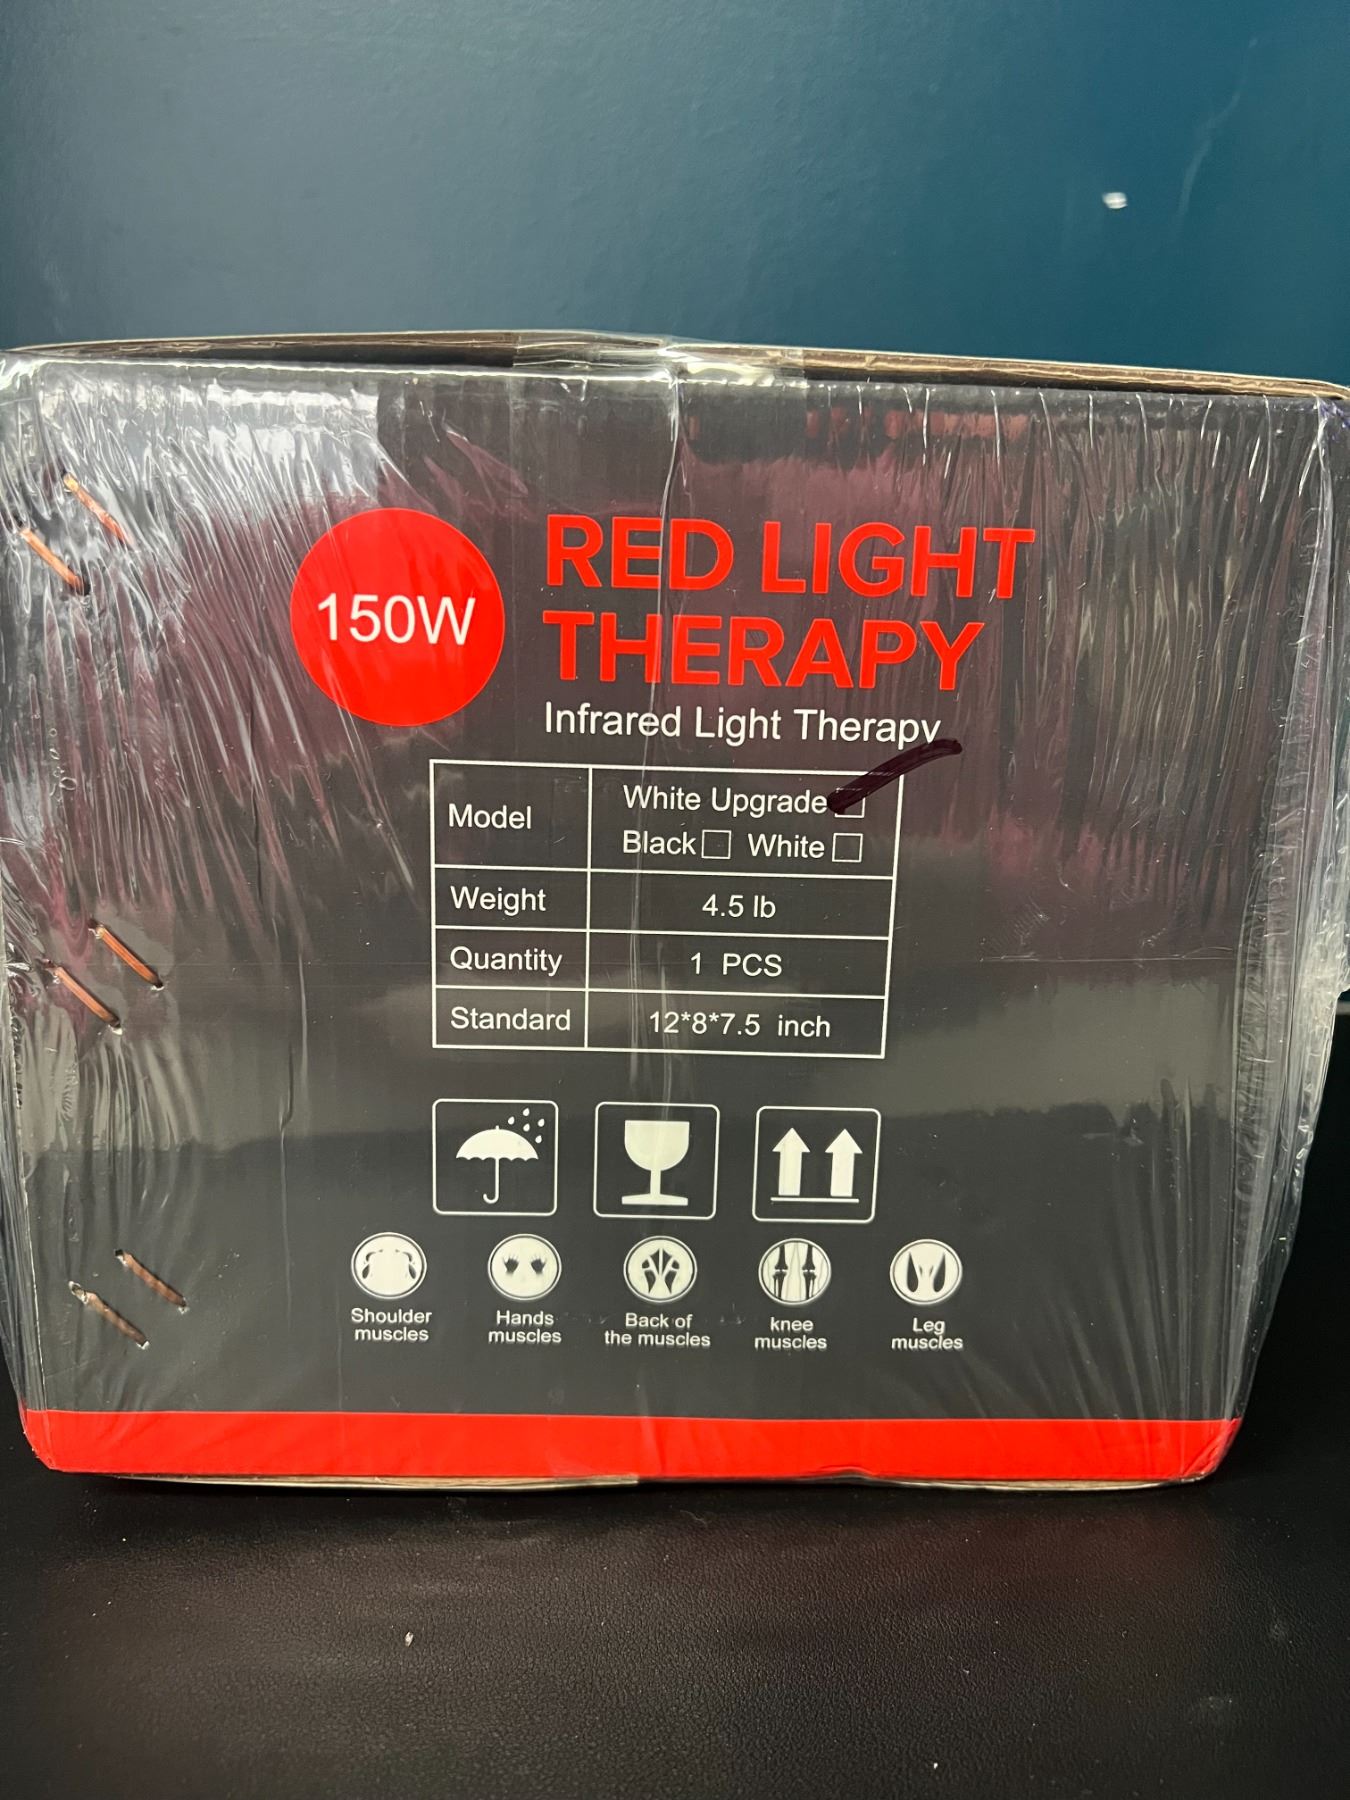 150W
RED LIGHT
THERAPY
Infrared Light Therapy
Model
White Upgrade
Black White
Weight 4.5 lb
Quantity 1 PCS
Standard 12*8*7.5 inch
Shoulder
muscles
Hands
muscles
Back of
the muscles
knee
muscles
Leg
muscles